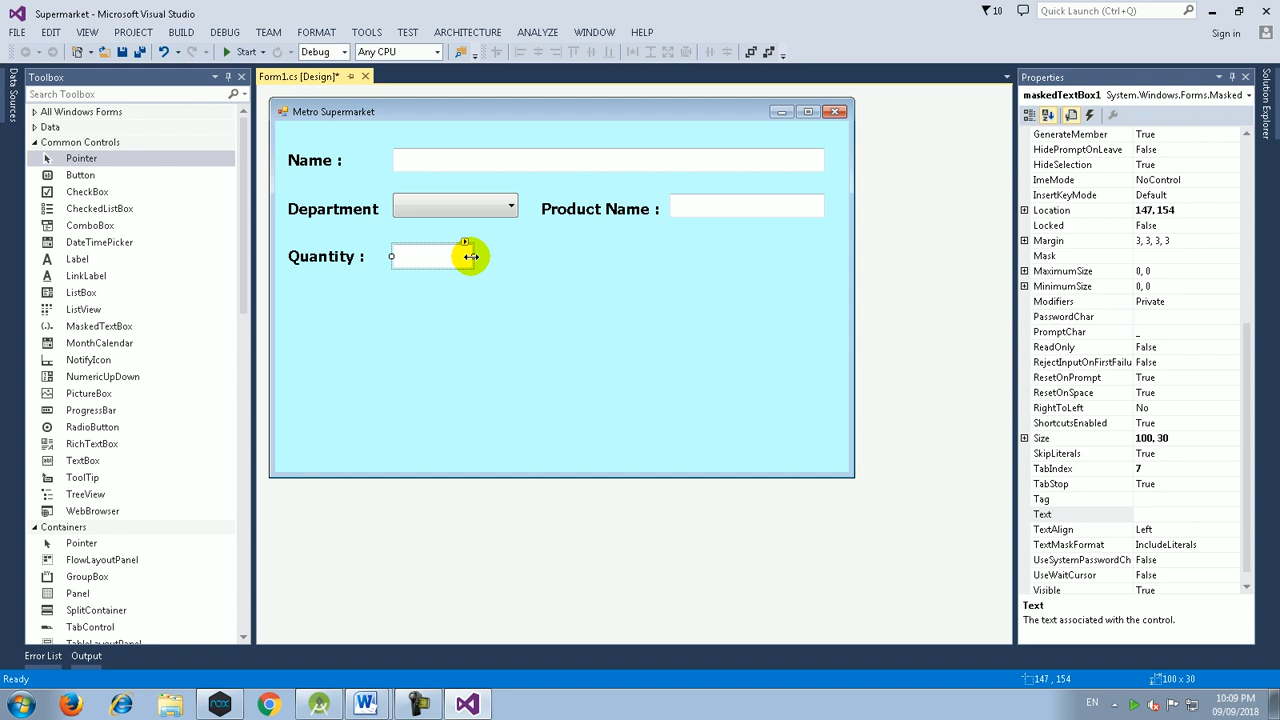 Supermarket - Microsoft Visual Studio
10
Quick Launch (Ctrl+Q)
FILE EDIT VIEW PROJECT BUILD DEBUG TEAM FORMAT TOOLS TEST ARCHITECTURE ANALYZE WINDOW HELP
Sign in
Start Debug Any CPU
Data Sources
Toolbox
Search Toolbox
All Windows Forms
Data
Common Controls
Pointer
Button
CheckBox
CheckedListBox
ComboBox
DateTimePicker
Label
LinkLabel
ListBox
ListView
MaskedTextBox
MonthCalendar
NotifyIcon
NumericUpDown
PictureBox
ProgressBar
RadioButton
RichTextBox
TextBox
ToolTip
TreeView
WebBrowser
Containers
Pointer
FlowLayoutPanel
GroupBox
Panel
SplitContainer
TabControl
TableLayoutPanel
Form1.cs [Design]*
Metro Supermarket
Name :
Department
Product Name :
Quantity :
Properties
maskedTextBox1 System.Windows.Forms.Masked
GenerateMember True
HidePromptOnLeave False
HideSelection True
ImeMode NoControl
InsertKeyMode Default
Location 147, 154
Locked False
Margin 3, 3, 3, 3
Mask
MaximumSize 0, 0
MinimumSize 0, 0
Modifiers Private
PasswordChar
PromptChar _
ReadOnly False
RejectInputOnFirstFailu False
ResetOnPrompt True
ResetOnSpace True
RightToLeft No
ShortcutsEnabled True
Size 100, 30
SkipLiterals True
TabIndex 7
TabStop True
Tag
Text
TextAlign Left
TextMaskFormat IncludeLiterals
UseSystemPasswordCh False
UseWaitCursor False
Visible True
Text
The text associated with the control.
Solution Explorer
Error List Output
Ready
147 , 154
100 x 30
EN
10:09 PM
09/09/2018